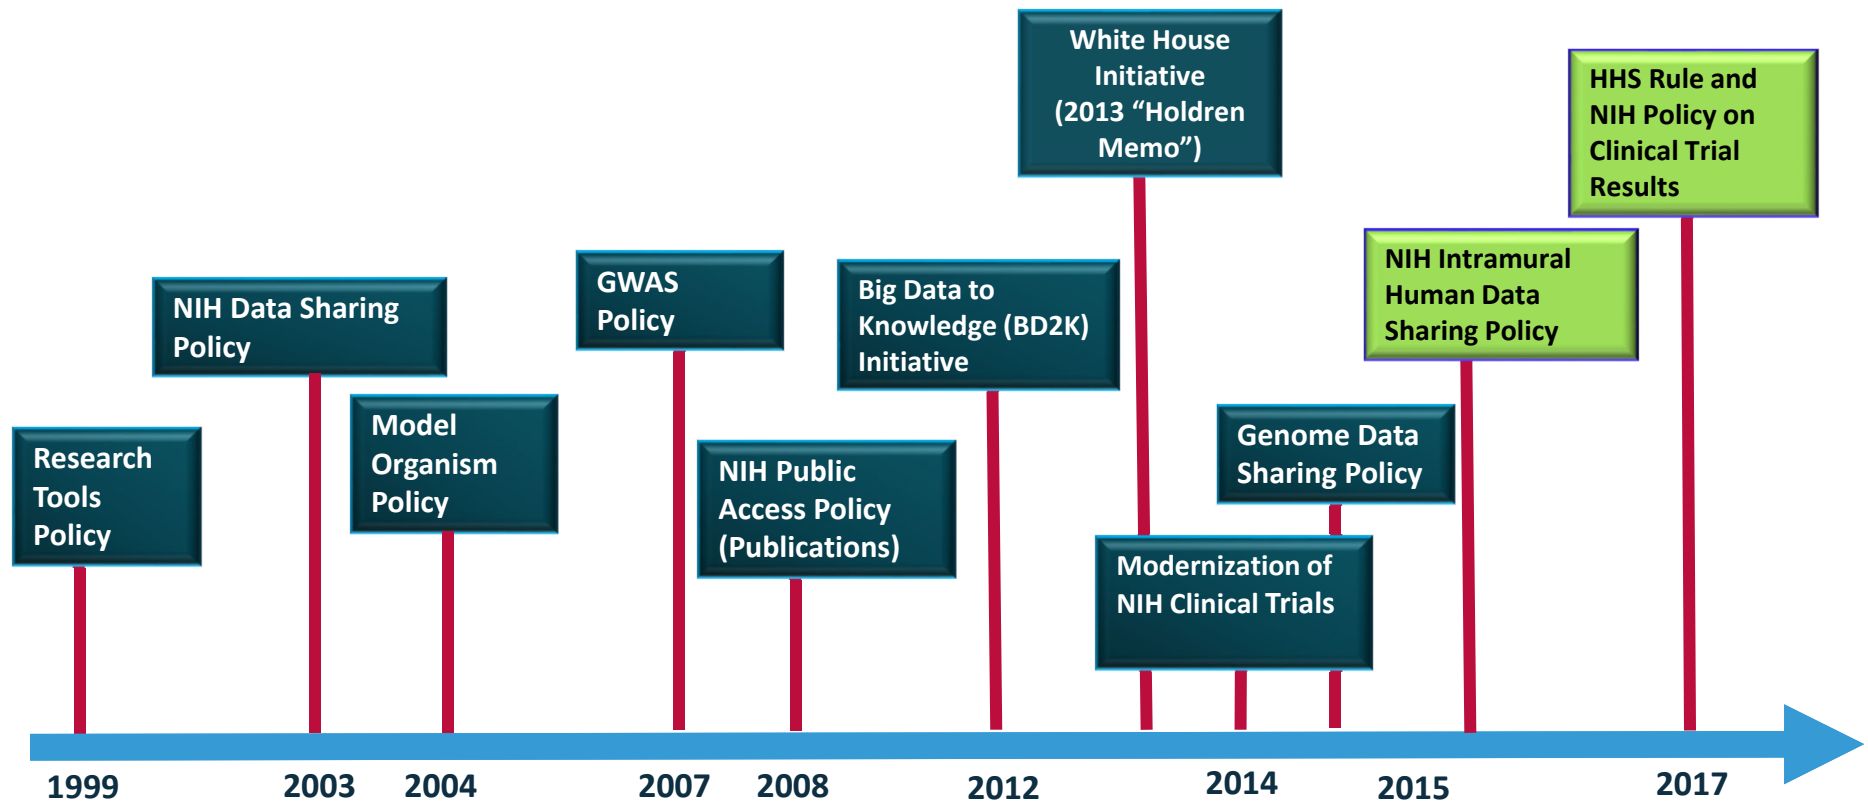 Research
Tools
Policy
NIH Data Sharing
Policy
Model
Organism
Policy
GWAS
Policy
NIH Public
Access Policy
(Publications)
Big Data to
Knowledge (BD2K)
Initiative
White House
Initiative
(2013 “Holdren
Memo”)
Modernization of
NIH Clinical Trials
Genome Data
Sharing Policy
NIH Intramural
Human Data
Sharing Policy
HHS Rule and
NIH Policy on
Clinical Trial
Results
1999
2003
2004
2007
2008
2012
2014
2015
2017